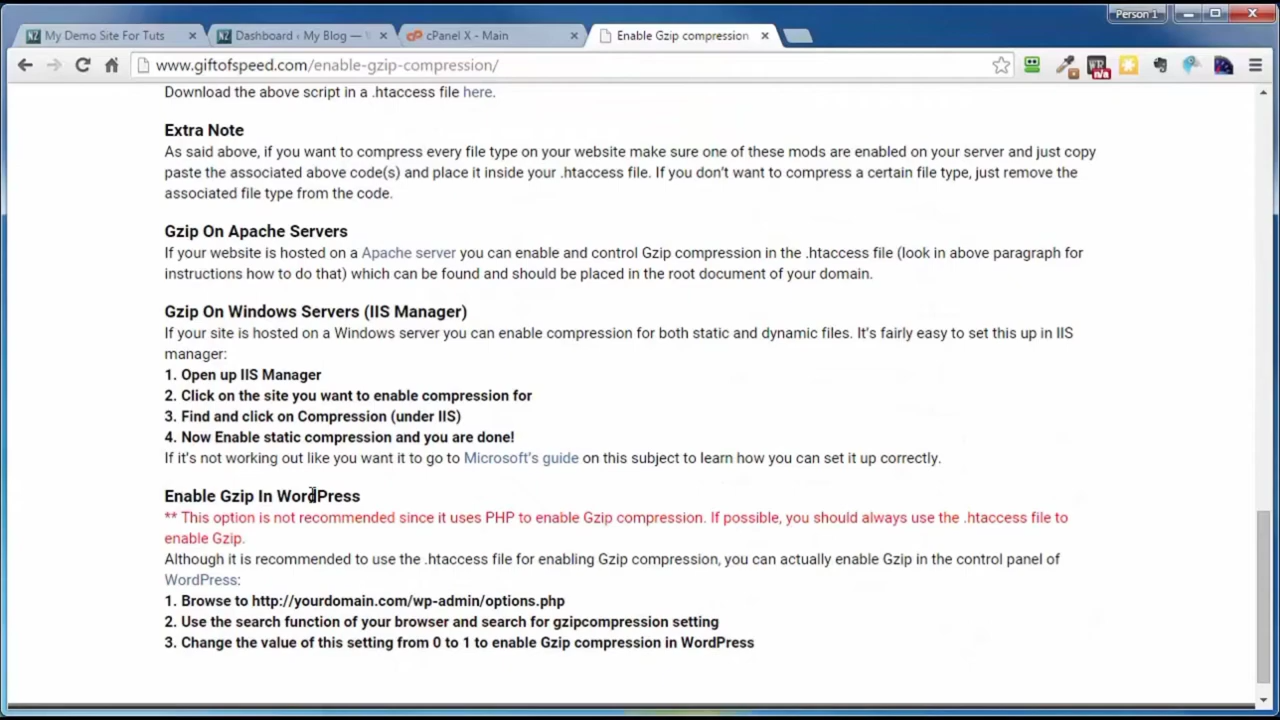 Person 1
My Demo Site For Tuts
Dashboard ‹ My Blog —
cPanel X - Main
Enable Gzip compression
www.giftofspeed.com/enable-gzip-compression/
n/a
Download the above script in a .htaccess file here.
Extra Note
As said above, if you want to compress every file type on your website make sure one of these mods are enabled on your server and just copy
paste the associated above code(s) and place it inside your .htaccess file. If you don't want to compress a certain file type, just remove the
associated file type from the code.
Gzip On Apache Servers
If your website is hosted on a Apache server you can enable and control Gzip compression in the .htaccess file (look in above paragraph for
instructions how to do that) which can be found and should be placed in the root document of your domain.
Gzip On Windows Servers (IIS Manager)
If your site is hosted on a Windows server you can enable compression for both static and dynamic files. It's fairly easy to set this up in IIS
manager:
1. Open up IIS Manager
2. Click on the site you want to enable compression for
3. Find and click on Compression (under IIS)
4. Now Enable static compression and you are done!
If it's not working out like you want it to go to Microsoft's guide on this subject to learn how you can set it up correctly.
Enable Gzip In WordPress
** This option is not recommended since it uses PHP to enable Gzip compression. If possible, you should always use the .htaccess file to
enable Gzip.
Although it is recommended to use the .htaccess file for enabling Gzip compression, you can actually enable Gzip in the control panel of
WordPress:
1. Browse to http://yourdomain.com/wp-admin/options.php
2. Use the search function of your browser and search for gzipcompression setting
3. Change the value of this setting from 0 to 1 to enable Gzip compression in WordPress